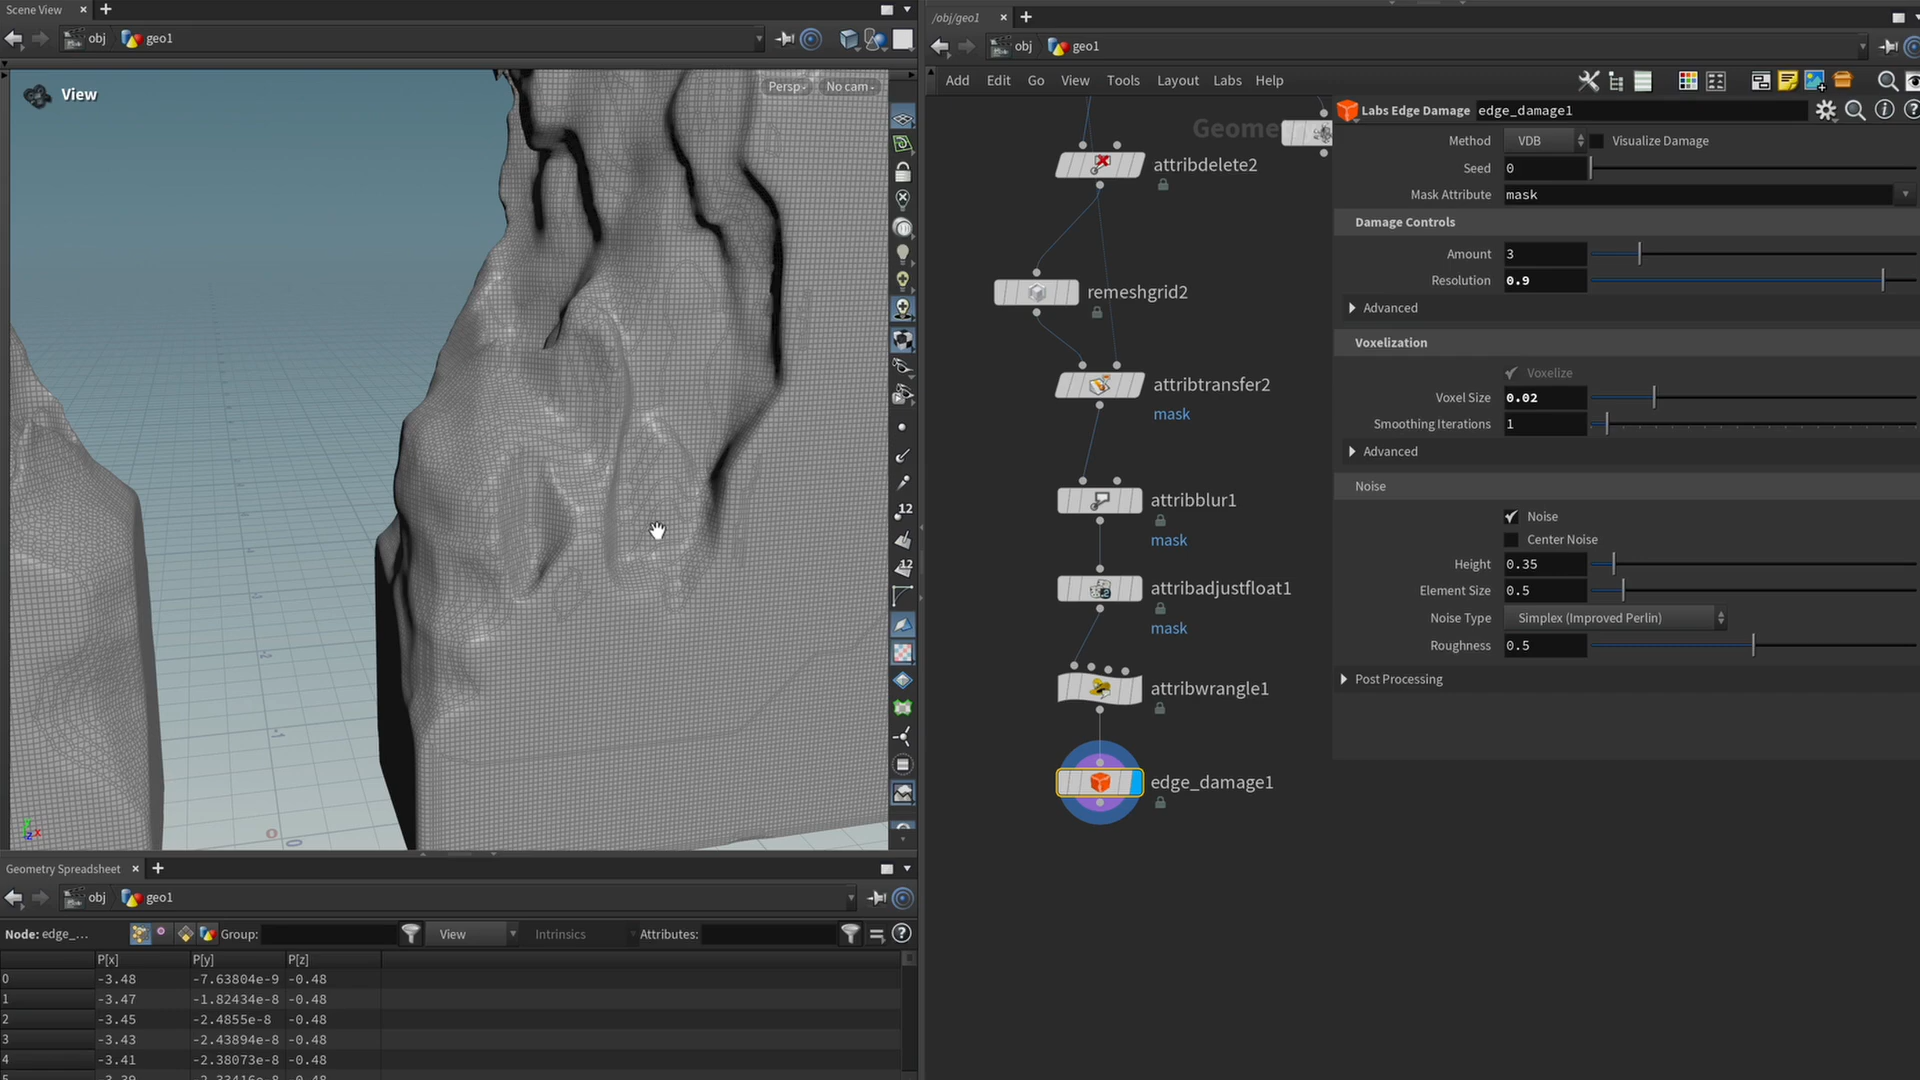 Scene View
obj
geo1
View
Persp
No cam
12
12
Geometry Spreadsheet
obj
geo1
Node: edge_...
Group:
View
Intrinsics
Attributes:
P[x] P[y] P[z]
0 -3.48 -7.63804e-9 -0.48
1 -3.47 -1.82434e-8 -0.48
2 -3.45 -2.4855e-8 -0.48
3 -3.43 -2.43894e-8 -0.48
4 -3.41 -2.38073e-8 -0.48
/obj/geo1
obj
geo1
Add Edit Go View Tools Layout Labs Help
Geome
attribdelete2
remeshgrid2
attribtransfer2
mask
attribblur1
mask
attribadjustfloat1
mask
attribwrangle1
edge_damage1
Labs Edge Damage edge_damage1
Method VDB Visualize Damage
Seed 0
Mask Attribute mask
Damage Controls
Amount 3
Resolution 0.9
Advanced
Voxelization
Voxelize
Voxel Size 0.02
Smoothing Iterations 1
Advanced
Noise
Noise
Center Noise
Height 0.35
Element Size 0.5
Noise Type Simplex (Improved Perlin)
Roughness 0.5
Post Processing